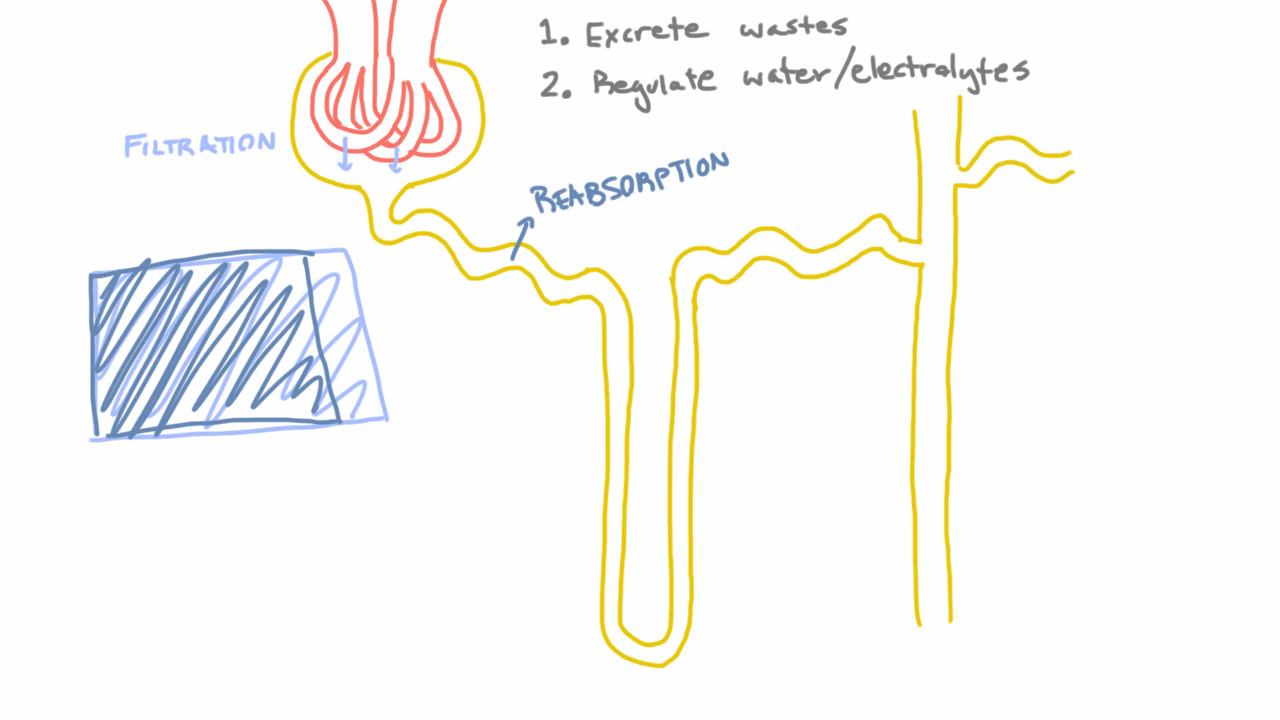 1. Excrete wastes
2. Regulate water/electrolytes
FILTRATION
REABSORPTION